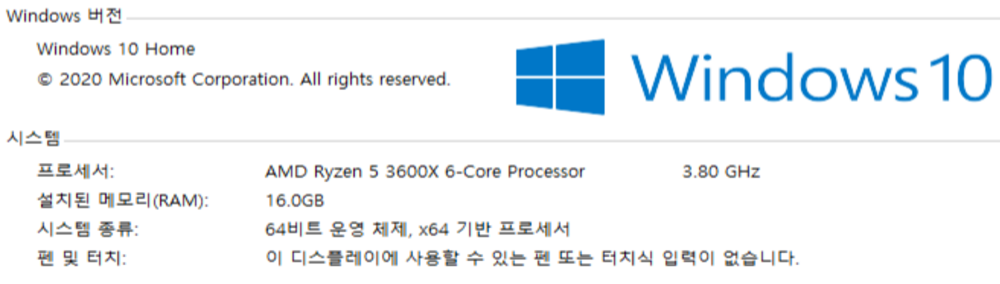 Windows 버전
Windows 10 Home
© 2020 Microsoft Corporation. All rights reserved.
Windows 10
시스템
프로세서: AMD Ryzen 5 3600X 6-Core Processor 3.80 GHz
설치된 메모리(RAM): 16.0GB
시스템 종류: 64비트 운영 체제, x64 기반 프로세서
펜 및 터치: 이 디스플레이에 사용할 수 있는 펜 또는 터치식 입력이 없습니다.